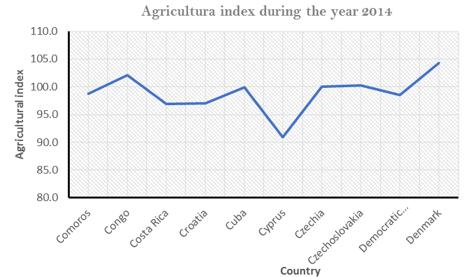 Agricultura index during the year 2014
110.0
105.0
100.0
95.0
90.0
85.0
80.0
Agricultural index
Comoros
Congo
Costa Rica
Croatia
Cuba
Cyprus
Czechia
Czechoslovakia
Democratic...
Denmark
Country